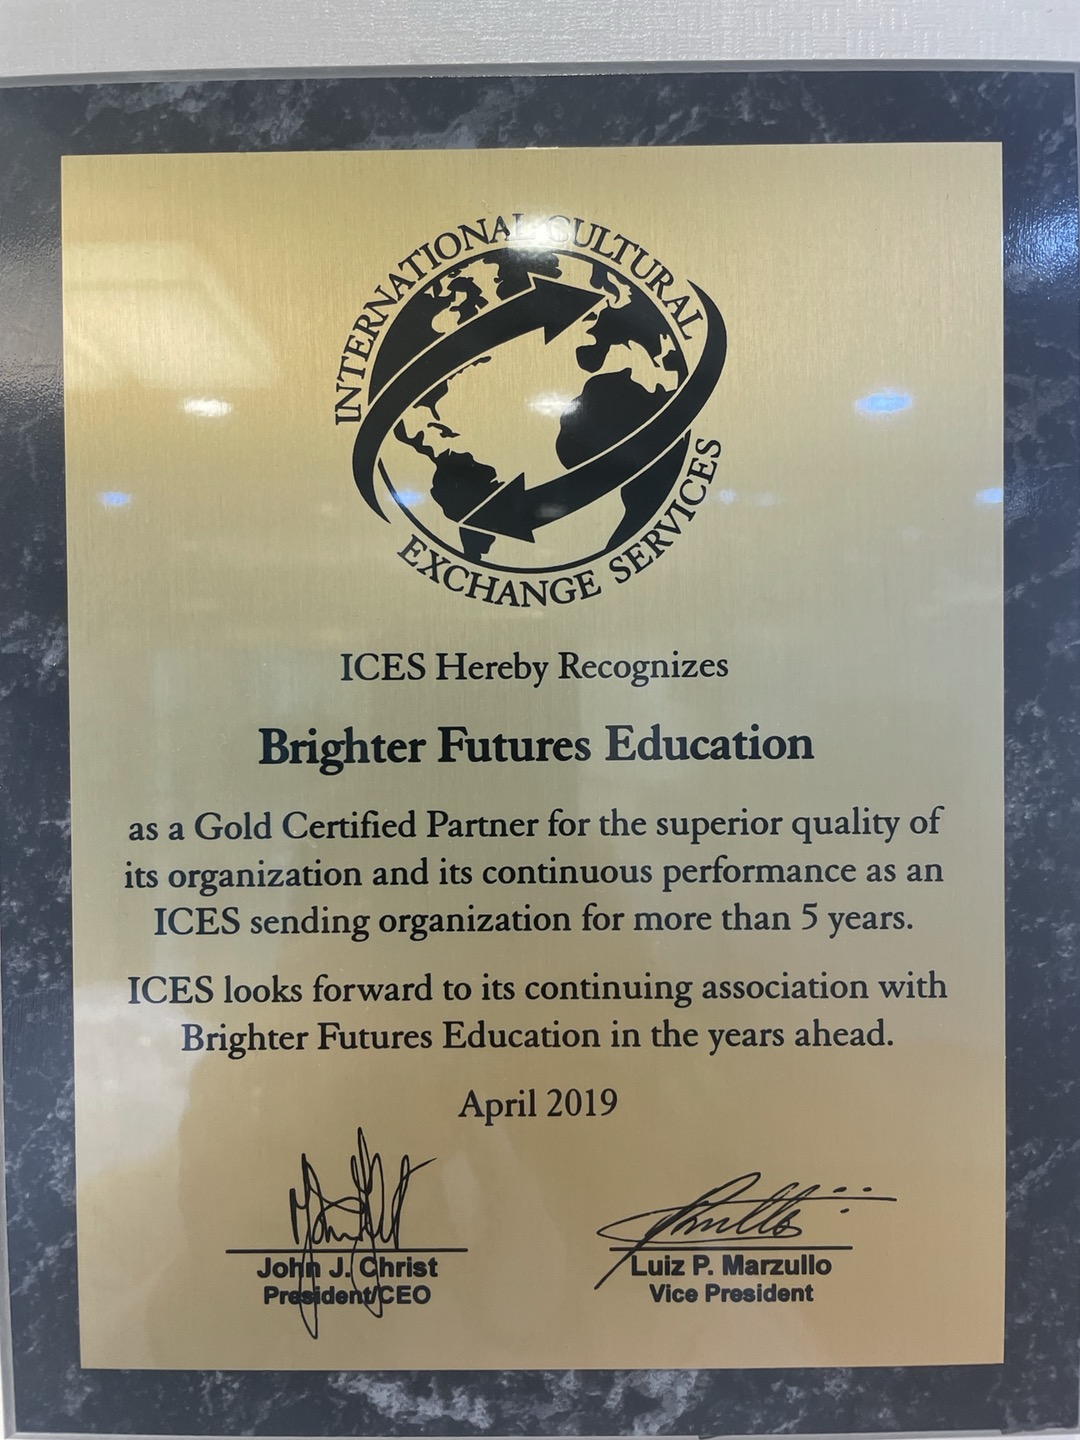 INTERNATIONAL CULTURAL
EXCHANGE SERVICES
ICES Hereby Recognizes
Brighter Futures Education
as a Gold Certified Partner for the superior quality of
its organization and its continuous performance as an
ICES sending organization for more than 5 years.
ICES looks forward to its continuing association with
Brighter Futures Education in the years ahead.
April 2019
John J. Christ
President/CEO
Luiz P. Marzullo
Vice President